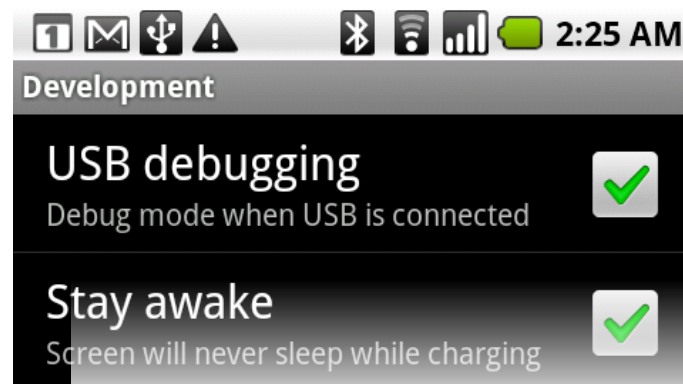 1 2:25 AM
Development
USB debugging
Debug mode when USB is connected
Stay awake
Screen will never sleep while charging